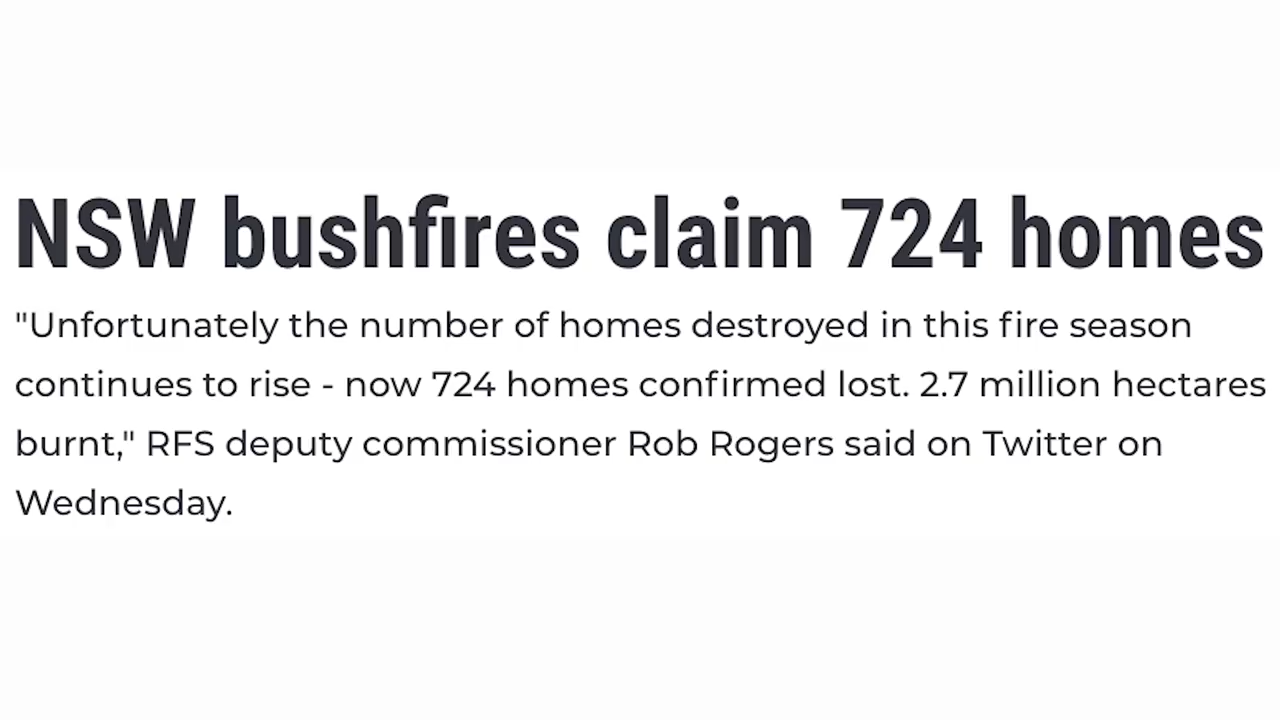 NSW bushfires claim 724 homes
"Unfortunately the number of homes destroyed in this fire season
continues to rise - now 724 homes confirmed lost. 2.7 million hectares
burnt," RFS deputy commissioner Rob Rogers said on Twitter on
Wednesday.